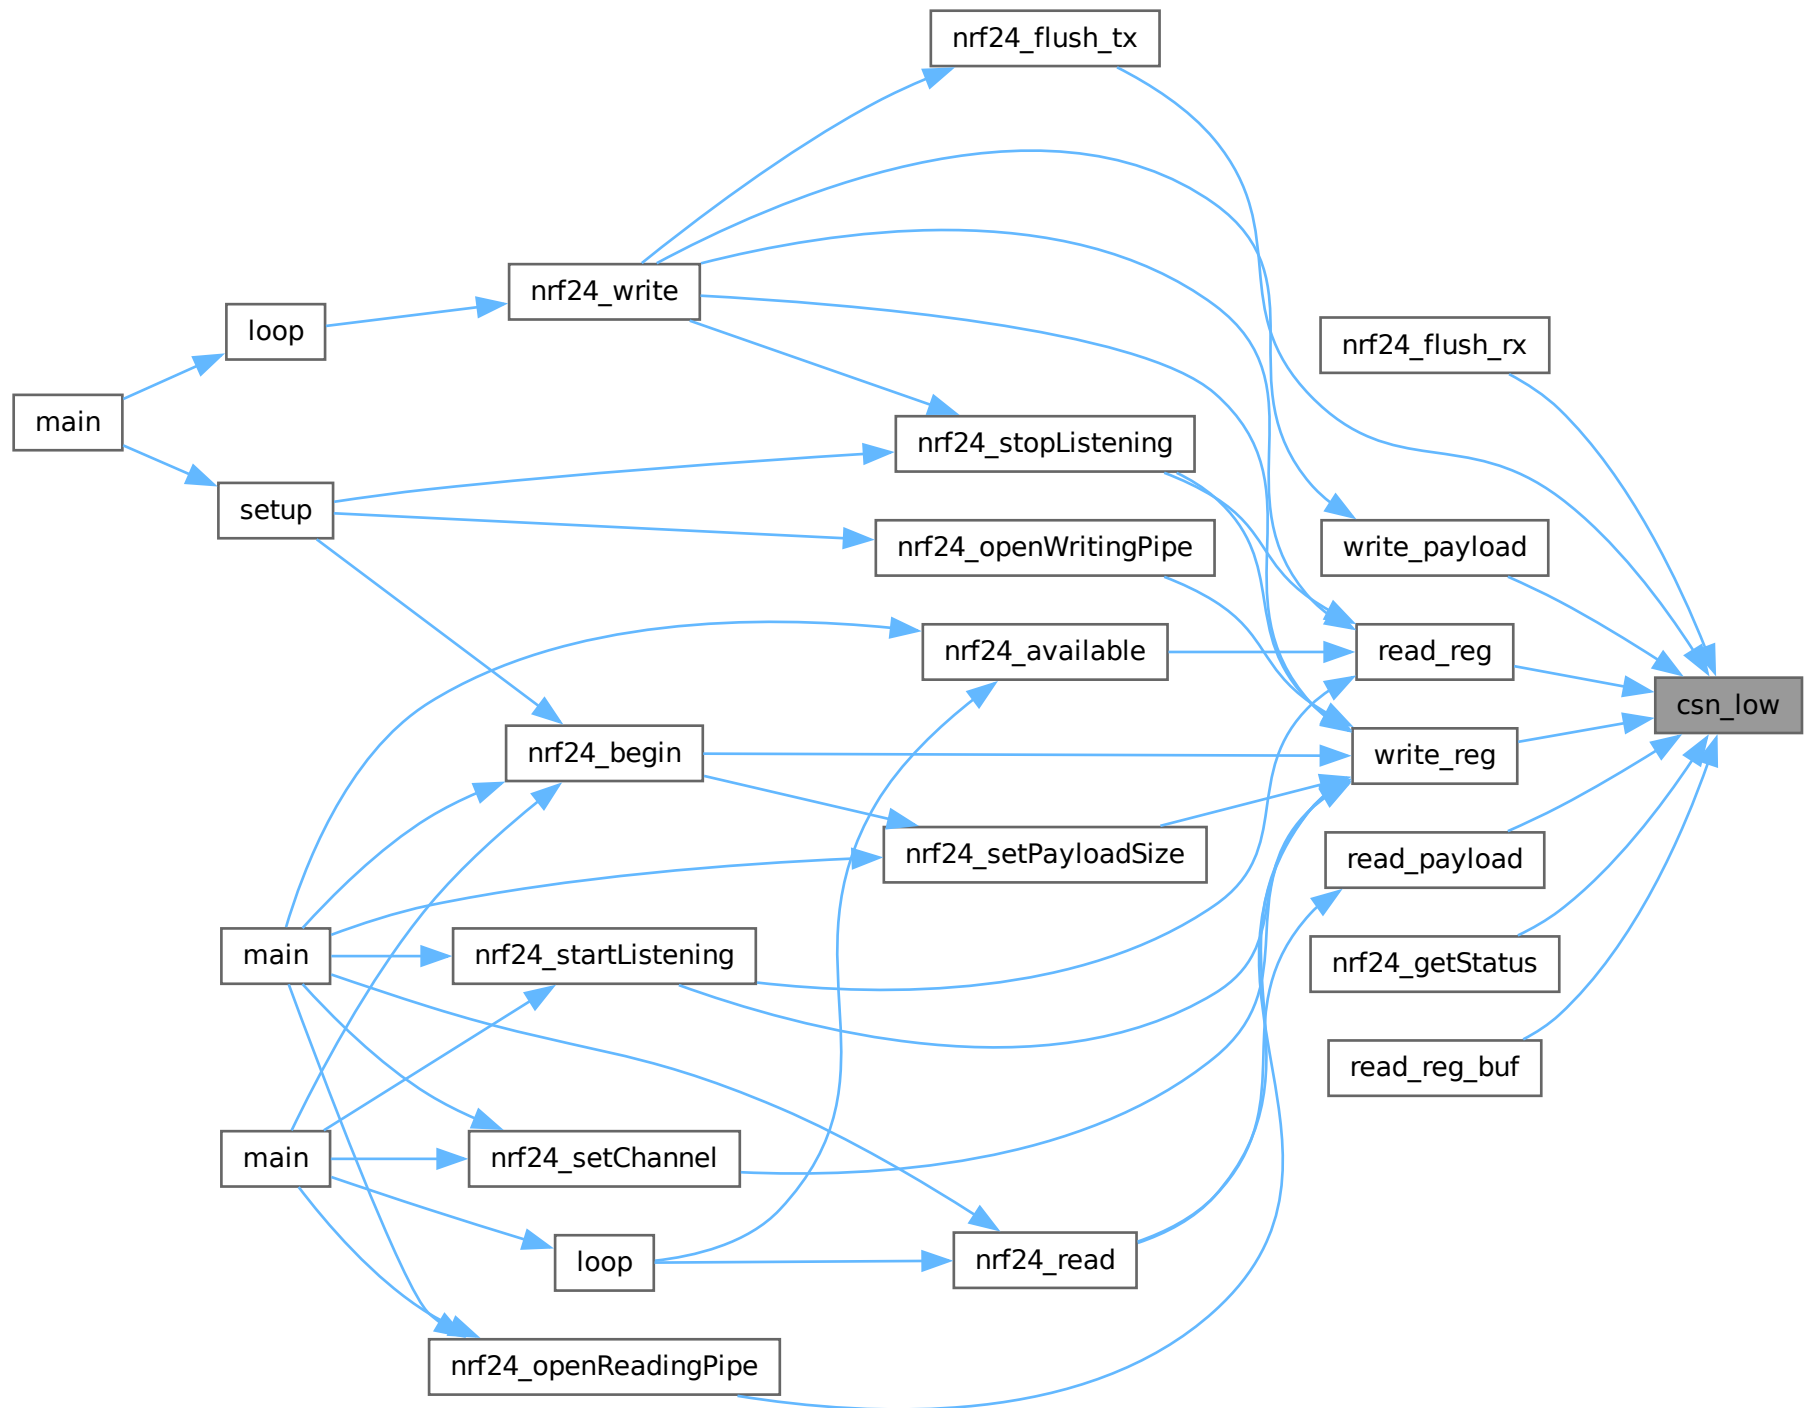 nrf24_flush_tx
nrf24_write
loop
nrf24_flush_rx
main
nrf24_stopListening
setup
nrf24_openWritingPipe
write_payload
nrf24_available
read_reg
csn_low
nrf24_begin
write_reg
nrf24_setPayloadSize
read_payload
main
nrf24_startListening
nrf24_getStatus
read_reg_buf
main
nrf24_setChannel
loop
nrf24_read
nrf24_openReadingPipe